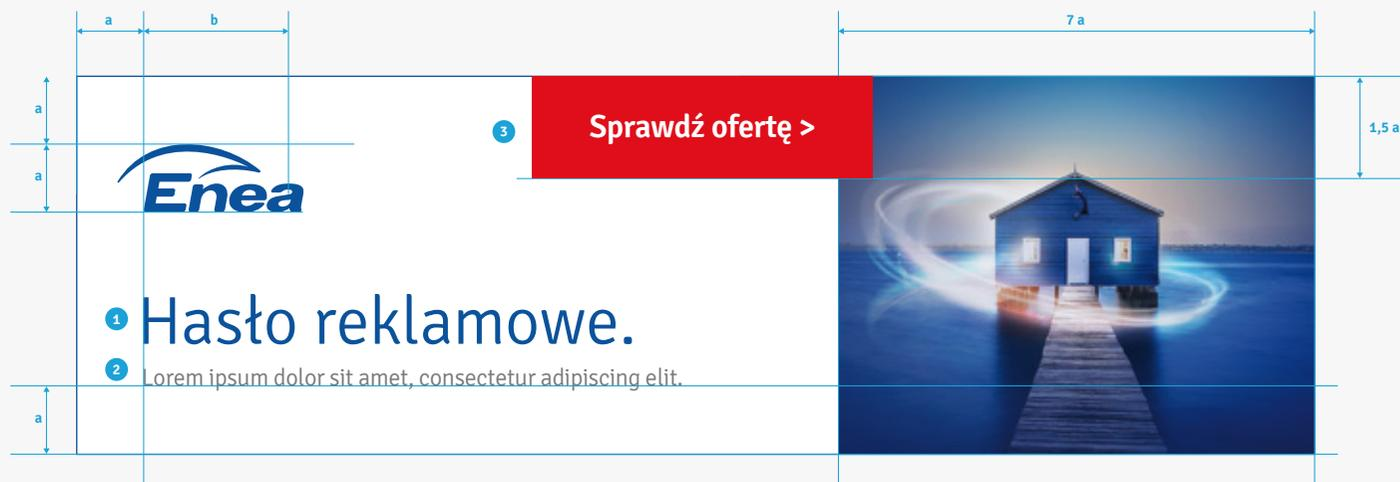 a
b
7 a
a
3
Sprawdź ofertę >
1,5 a
a
Enea
1
Hasło reklamowe.
2
Lorem ipsum dolor sit amet, consectetur adipiscing elit.
a